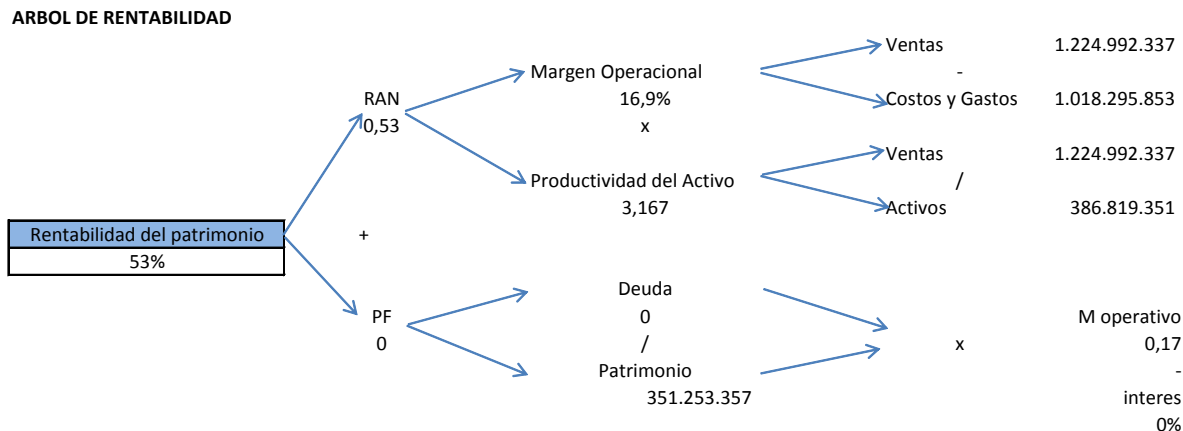 ARBOL DE RENTABILIDAD
Ventas 1.224.992.337
Margen Operacional -
RAN 16,9% Costos y Gastos 1.018.295.853
0,53 x
Ventas 1.224.992.337
Productividad del Activo /
3,167 Activos 386.819.351
Rentabilidad del patrimonio +
53%
Deuda
PF 0 M operativo
0 / x 0,17
Patrimonio -
351.253.357 interes
0%